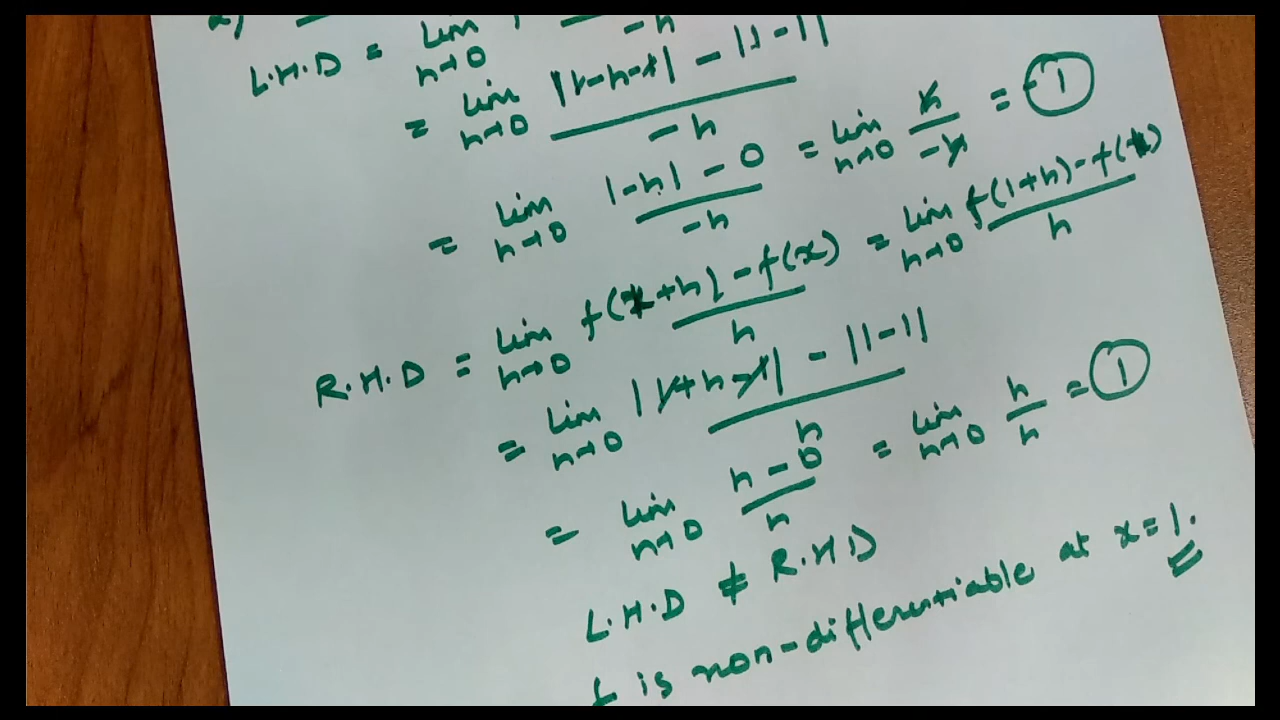 2)
L.H.D = lim h→0 / -h
= lim h→0 |1-h-1| - |1-1| / -h
= lim h→0 |-h| - 0 / -h = lim h→0 h / -h = -1
R.H.D = lim h→0 f(x+h) - f(x) / h = lim h→0 f(1+h) - f(1) / h
= lim h→0 |1+h-1| - |1-1| / h
= lim h→0 h - 0 / h = lim h→0 h / h = 1
L.H.D ≠ R.H.D
f is non-differentiable at x=1.